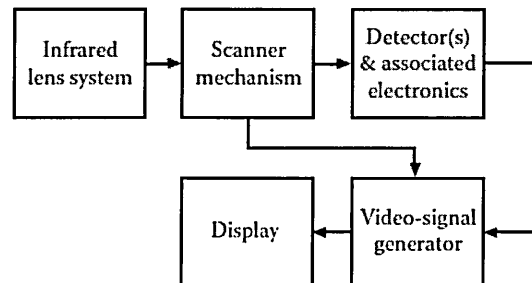 Infrared
lens system
Scanner
mechanism
Detector(s)
& associated
electronics
Display
Video-signal
generator